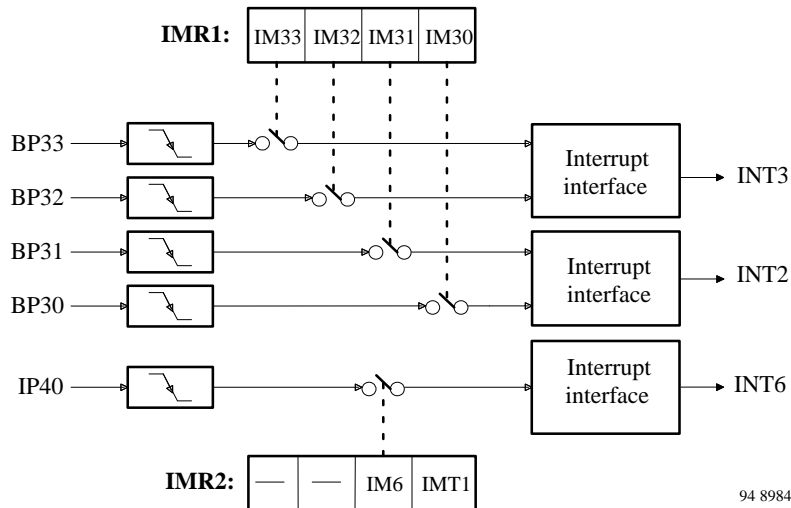 IMR1: IM33 IM32 IM31 IM30
BP33
Interrupt
interface
INT3
BP32
BP31
Interrupt
interface
INT2
BP30
IP40
Interrupt
interface
INT6
IMR2: — — IM6 IMT1
94 8984